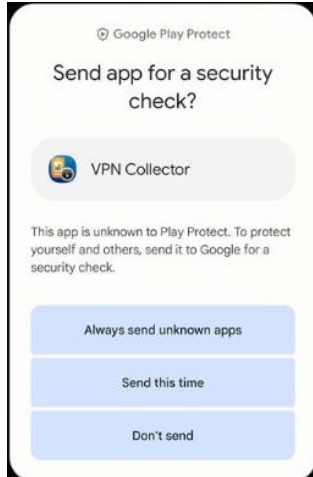 Google Play Protect
Send app for a security
check?
VPN Collector
This app is unknown to Play Protect. To protect
yourself and others, send it to Google for a
security check.
Always send unknown apps
Send this time
Don't send